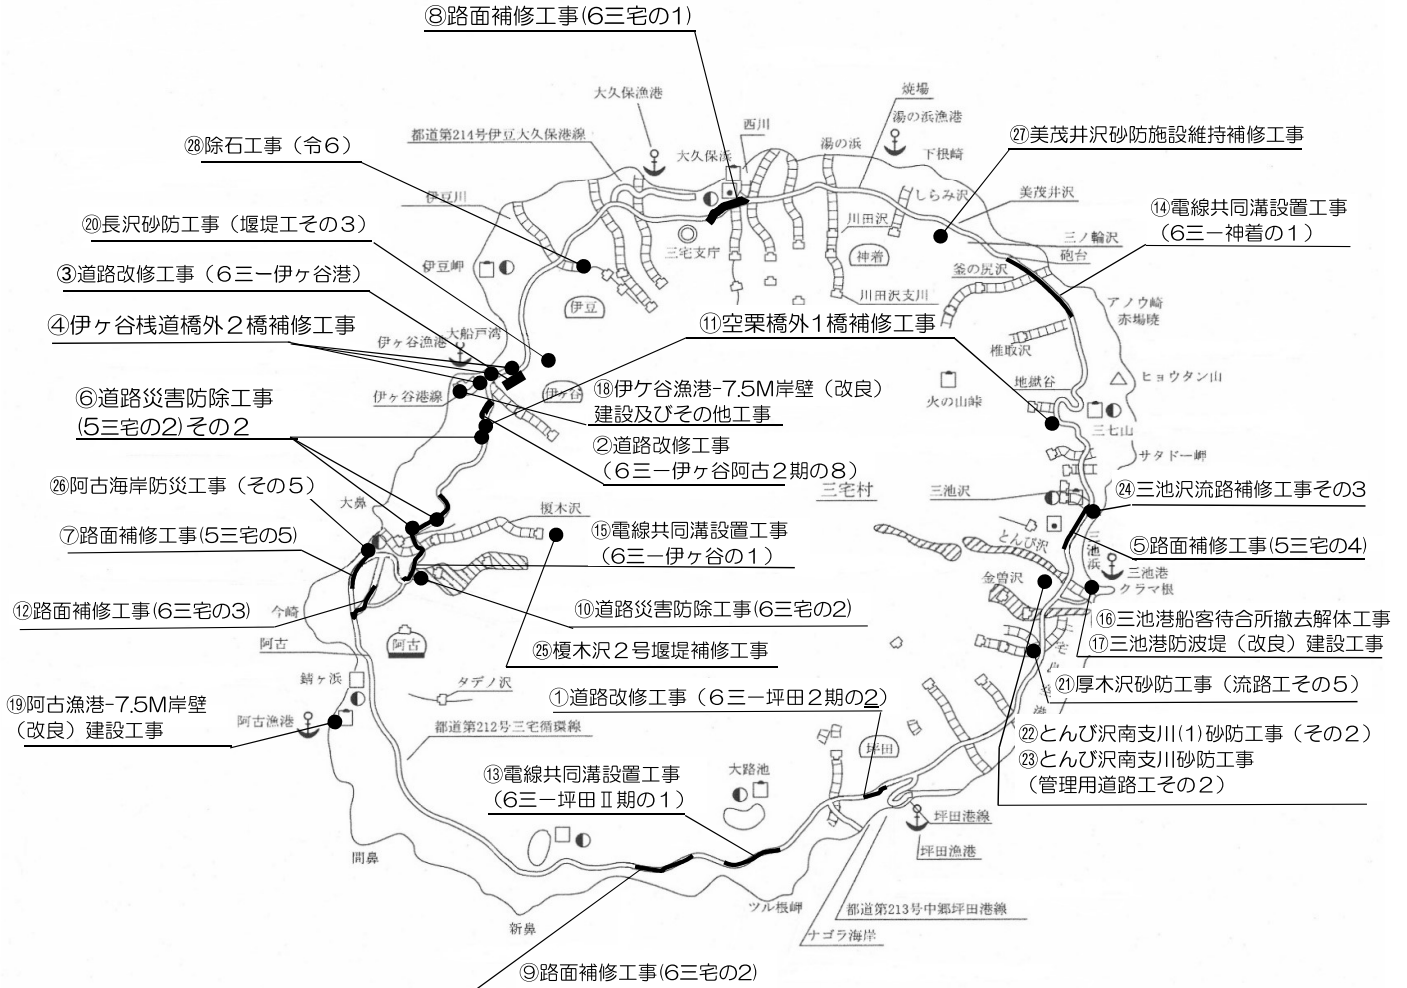 ⑧路面補修工事(6三宅の1)
焼場
大久保漁港
湯の浜漁港
西川
都道第214号伊豆大久保港線
㉘除石工事（令６）
大久保浜
湯の浜
下根崎
㉗美茂井沢砂防施設維持補修工事
伊豆川
しらみ沢
美茂井沢
⑳長沢砂防工事（堰堤工その３）
川田沢
⑭電線共同溝設置工事
（６三ー神着の１）
三ノ輪沢
三宅支庁
神着
砲台
伊豆岬
釜の尻沢
③道路改修工事（６三ー伊ヶ谷港）
川田沢支川
伊豆
アノウ崎
赤場暁
④伊ヶ谷桟道橋外２橋補修工事
⑪空栗橋外１橋補修工事
大船戸湾
伊ヶ谷漁港
椎取沢
ヒョウタン山
地獄谷
伊ヶ谷港線
伊ヶ谷
⑱伊ケ谷漁港-7.5M岸壁（改良）
建設及びその他工事
火の山峠
⑥道路災害防除工事
(5三宅の2)その２
三七山
②道路改修工事
（６三ー伊ヶ谷阿古２期の８）
サタドー岬
㉖阿古海岸防災工事（その５）
三宅村
三池沢
㉔三池沢流路補修工事その３
大鼻
榎木沢
⑦路面補修工事(5三宅の5)
⑮電線共同溝設置工事
（６三ー伊ヶ谷の１）
とんび沢
三池浜
⑤路面補修工事(5三宅の4)
三池港
金曽沢
クラマ根
⑫路面補修工事(6三宅の3)
今崎
⑩道路災害防除工事(6三宅の2)
⑯三池港船客待合所撤去解体工事
⑰三池港防波堤（改良）建設工事
阿古
阿古
㉕榎木沢２号堰堤補修工事
錆ヶ浜
タデノ沢
㉑厚木沢砂防工事（流路工その５）
①道路改修工事（６三ー坪田２期の２）
⑲阿古漁港-7.5M岸壁
（改良）建設工事
阿古漁港
都道第212号三宅循環線
㉒とんび沢南支川(1)砂防工事（その２）
㉓とんび沢南支川砂防工事
（管理用道路工その２）
坪田
⑬電線共同溝設置工事
（６三ー坪田Ⅱ期の１）
大路池
坪田港線
坪田漁港
間鼻
ツル根岬
都道第213号中郷坪田港線
新鼻
ナゴラ海岸
⑨路面補修工事(6三宅の2)